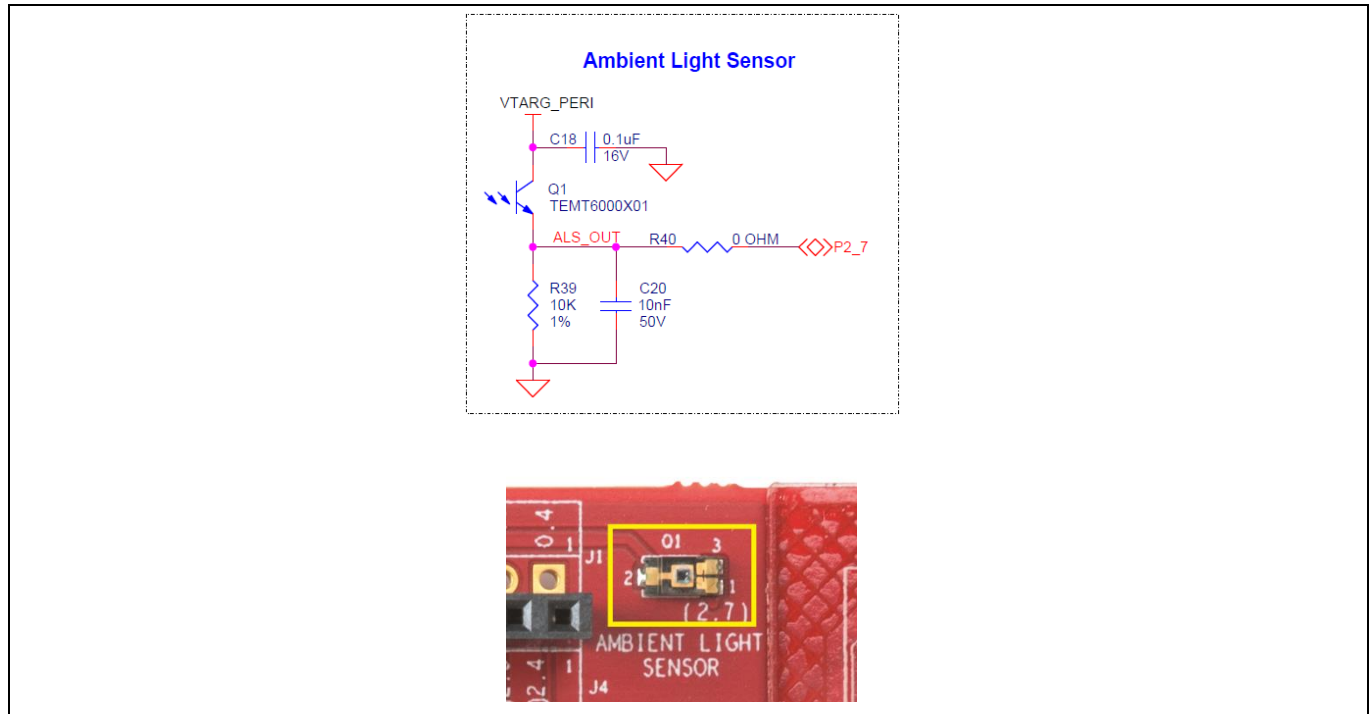 Ambient Light Sensor
VTARG_PERI
C18 0.1uF
16V
Q1
TEMT6000X01
ALS_OUT R40 0 OHM P2_7
R39 C20
10K 10nF
1% 50V
0.4
1 J1
Q1 3
2 1
(2.7)
AMBIENT LIGHT
SENSOR
1 J4
2.4